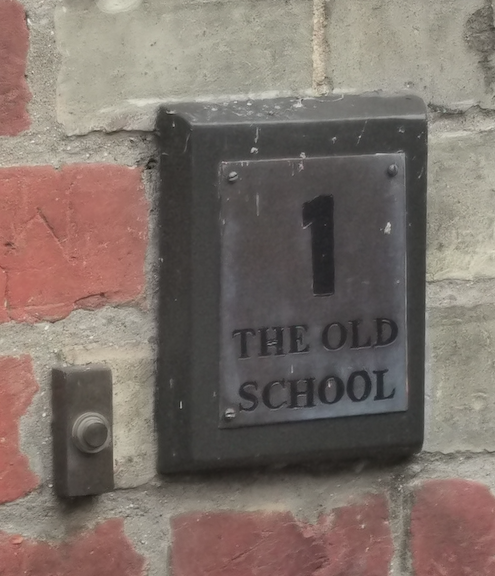 1
THE OLD
SCHOOL